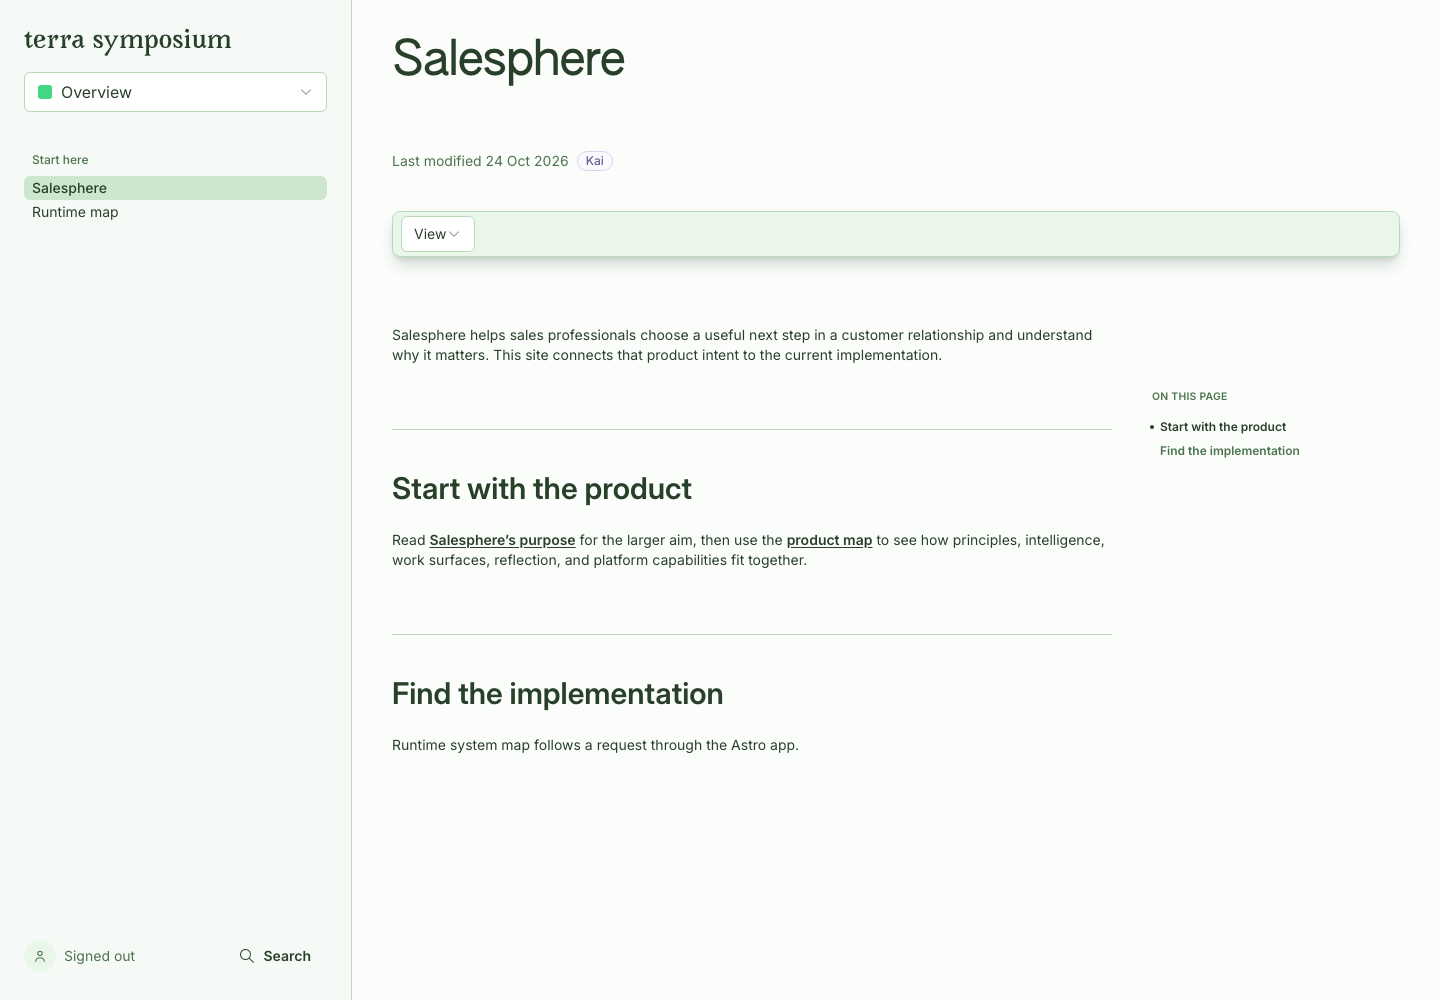 terra symposium
Overview
Start here
Salesphere
Runtime map
Signed out
Search
Salesphere
Last modified 24 Oct 2026 Kai
View
Salesphere helps sales professionals choose a useful next step in a customer relationship and understand
why it matters. This site connects that product intent to the current implementation.
Start with the product
Read Salesphere’s purpose for the larger aim, then use the product map to see how principles, intelligence,
work surfaces, reflection, and platform capabilities fit together.
Find the implementation
Runtime system map follows a request through the Astro app.
ON THIS PAGE
Start with the product
Find the implementation